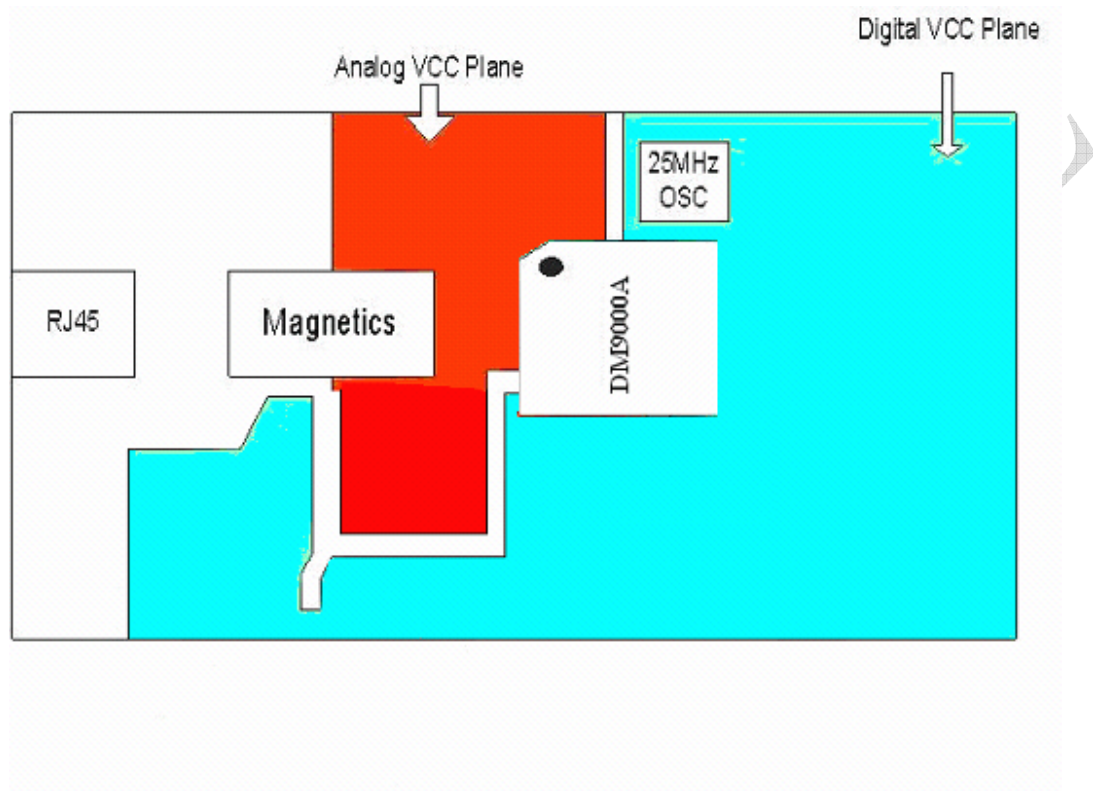 Digital VCC Plane
Analog VCC Plane
25MHz
OSC
RJ45
Magnetics
DM9000A